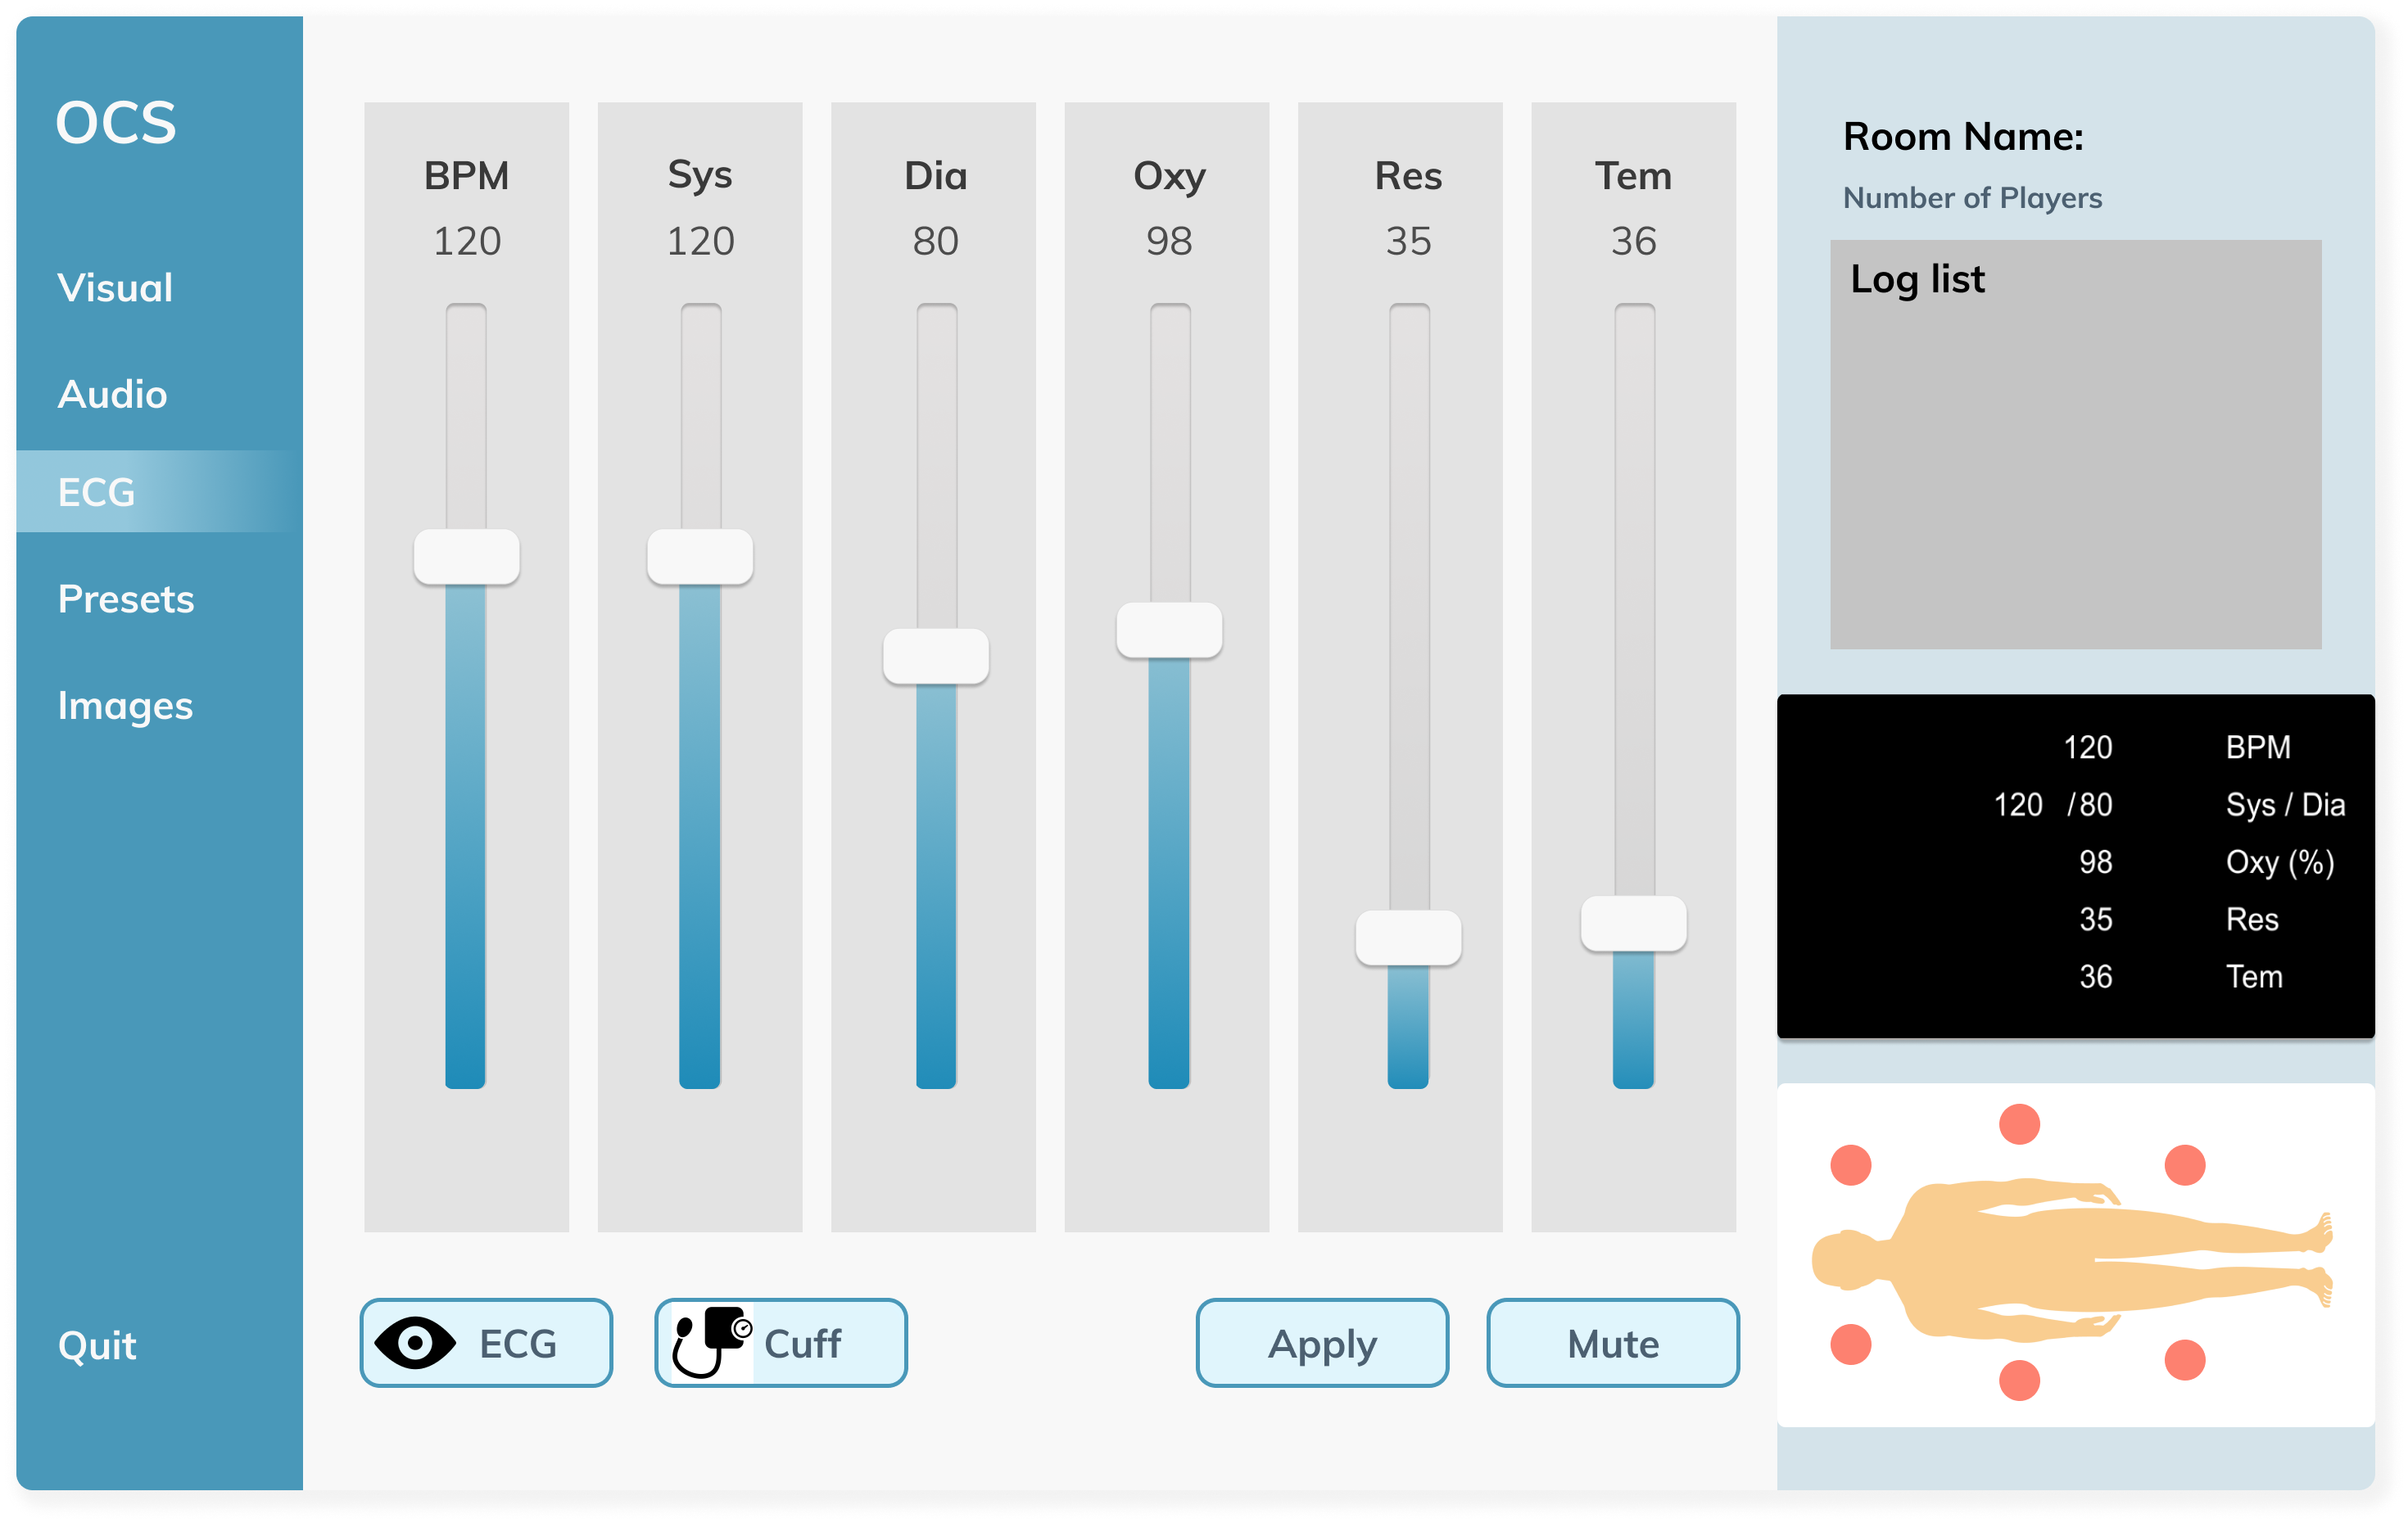 OCS
Visual
Audio
ECG
Presets
Images
Quit
BPM
120
Sys
120
Dia
80
Oxy
98
Res
35
Tem
36
ECG
Cuff
Apply
Mute
Room Name:
Number of Players
Log list
120 BPM
120 /80 Sys / Dia
98 Oxy (%)
35 Res
36 Tem